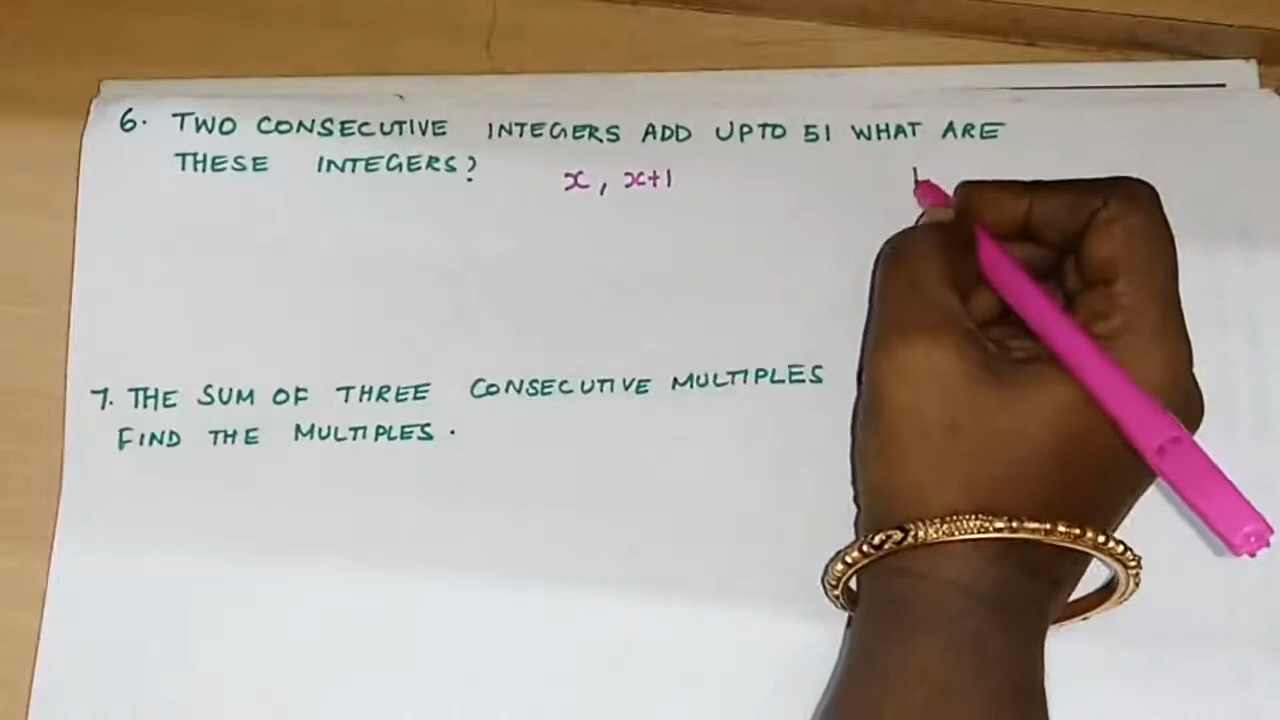 6. TWO CONSECUTIVE INTEGERS ADD UPTO 51 WHAT ARE
THESE INTEGERS?
x, x+1
7. THE SUM OF THREE CONSECUTIVE MULTIPLES
FIND THE MULTIPLES.